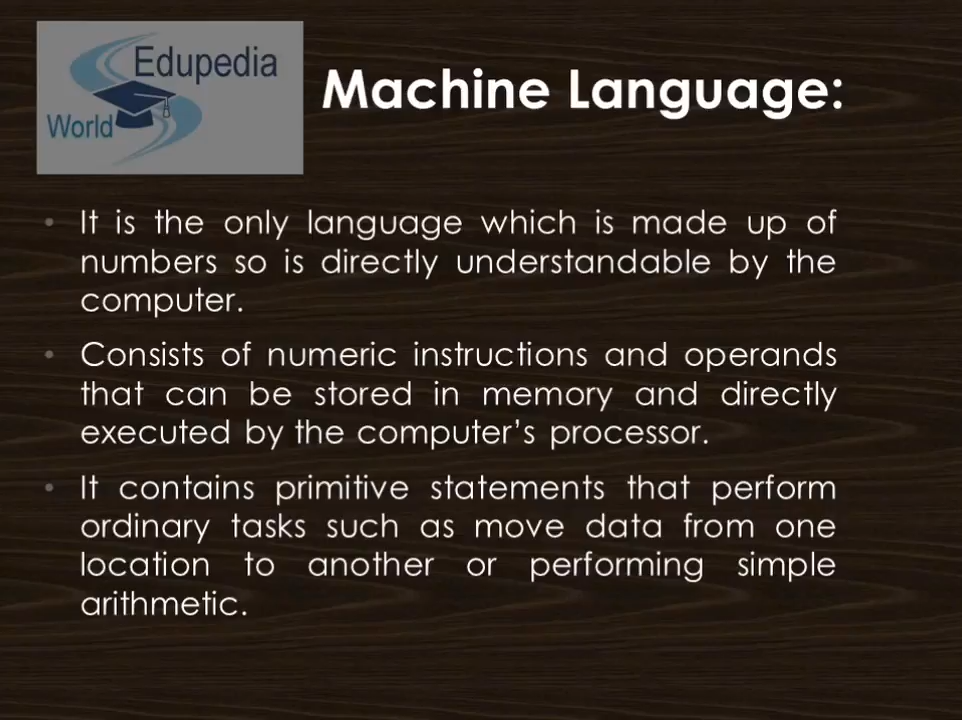 Edupedia
World
Machine Language:
• It is the only language which is made up of
numbers so is directly understandable by the
computer.
• Consists of numeric instructions and operands
that can be stored in memory and directly
executed by the computer’s processor.
• It contains primitive statements that perform
ordinary tasks such as move data from one
location to another or performing simple
arithmetic.